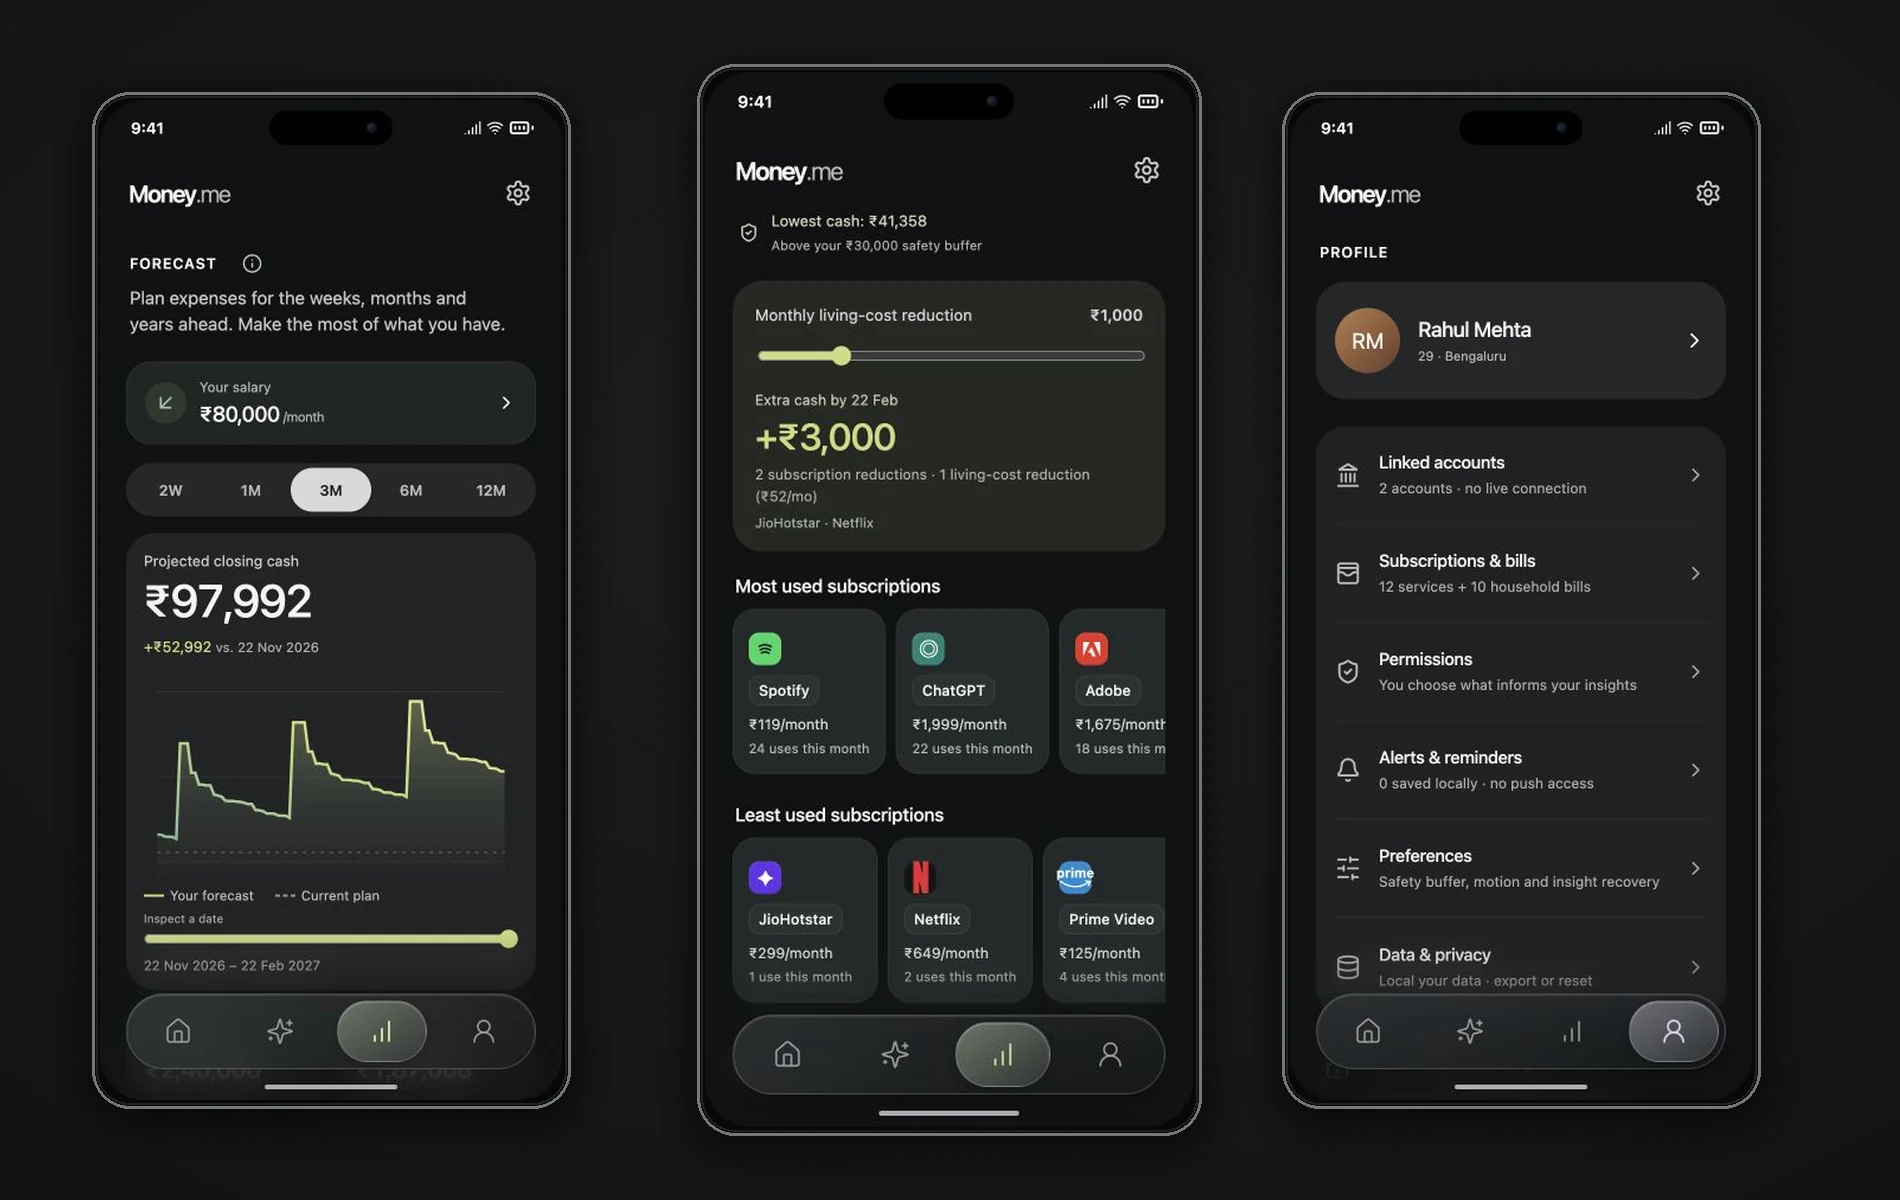 9:41
Money.me
FORECAST
Plan expenses for the weeks, months and
years ahead. Make the most of what you have.
Your salary
₹80,000 /month
2W 1M 3M 6M 12M
Projected closing cash
₹97,992
+₹52,992 vs. 22 Nov 2026
Your forecast Current plan
Inspect a date
22 Nov 2026 – 22 Feb 2027
9:41
Money.me
Lowest cash: ₹41,358
Above your ₹30,000 safety buffer
Monthly living-cost reduction ₹1,000
Extra cash by 22 Feb
+₹3,000
2 subscription reductions · 1 living-cost reduction
(₹52/mo)
JioHotstar · Netflix
Most used subscriptions
Spotify ChatGPT Adobe
₹119/month ₹1,999/month ₹1,675/month
24 uses this month 22 uses this month 18 uses this m
Least used subscriptions
prime
JioHotstar Netflix Prime Video
₹299/month ₹649/month ₹125/month
1 use this month 2 uses this month 4 uses this mont
9:41
Money.me
PROFILE
RM
Rahul Mehta
29 · Bengaluru
Linked accounts
2 accounts · no live connection
Subscriptions & bills
12 services + 10 household bills
Permissions
You choose what informs your insights
Alerts & reminders
0 saved locally · no push access
Preferences
Safety buffer, motion and insight recovery
Data & privacy
Local your data · export or reset